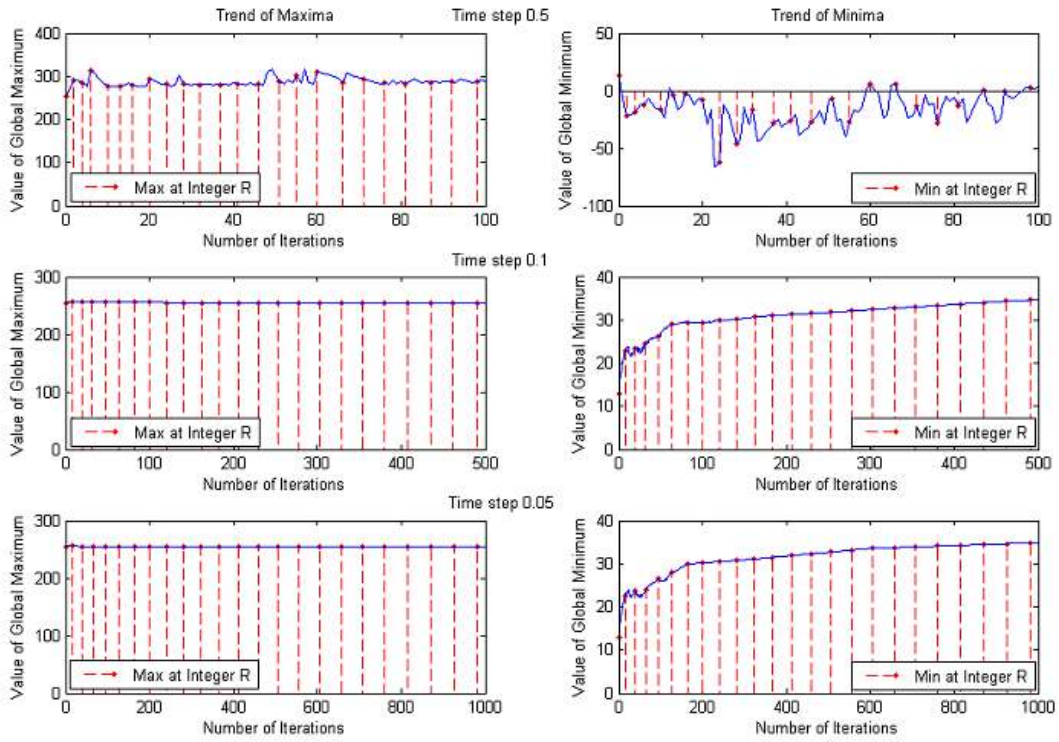 Trend of Maxima
Time step 0.5
Trend of Minima
Value of Global Maximum
400
300
200
100
0
0 20 40 60 80 100
Max at Integer R
Number of Iterations
Value of Global Minimum
50
0
-50
-100
0 20 40 60 80 100
Min at Integer R
Number of Iterations
Time step 0.1
Value of Global Maximum
300
200
100
0
0 100 200 300 400 500
Max at Integer R
Number of Iterations
Value of Global Minimum
40
30
20
10
0
0 100 200 300 400 500
Min at Integer R
Number of Iterations
Time step 0.05
Value of Global Maximum
300
200
100
0
0 200 400 600 800 1000
Max at Integer R
Number of Iterations
Value of Global Minimum
40
30
20
10
0
0 200 400 600 800 1000
Min at Integer R
Number of Iterations